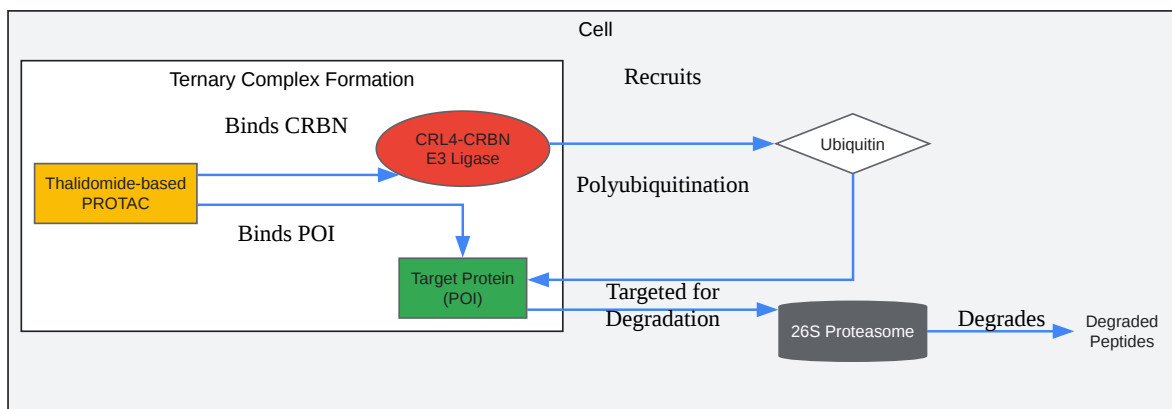 Cell
Ternary Complex Formation
Recruits
Binds CRBN
CRL4-CRBN
E3 Ligase
Ubiquitin
Thalidomide-based
PROTAC
Polyubiquitination
Binds POI
Target Protein
(POI)
Targeted for
Degradation
26S Proteasome
Degrades
Degraded
Peptides